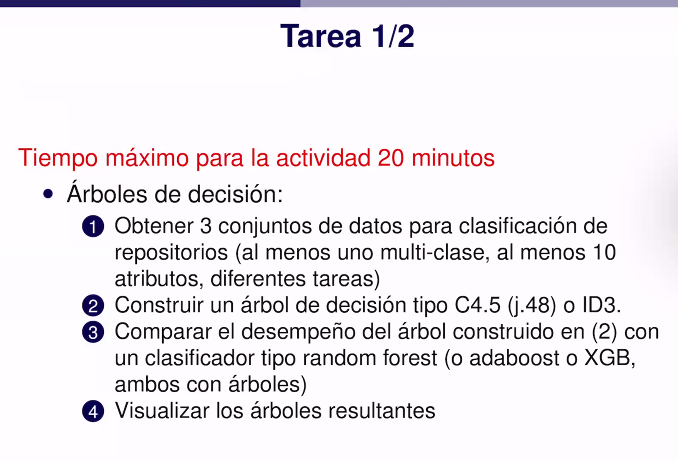 Tarea 1/2
Tiempo máximo para la actividad 20 minutos
• Árboles de decisión:
1 Obtener 3 conjuntos de datos para clasificación de
repositorios (al menos uno multi-clase, al menos 10
atributos, diferentes tareas)
2 Construir un árbol de decisión tipo C4.5 (j.48) o ID3.
3 Comparar el desempeño del árbol construido en (2) con
un clasificador tipo random forest (o adaboost o XGB,
ambos con árboles)
4 Visualizar los árboles resultantes